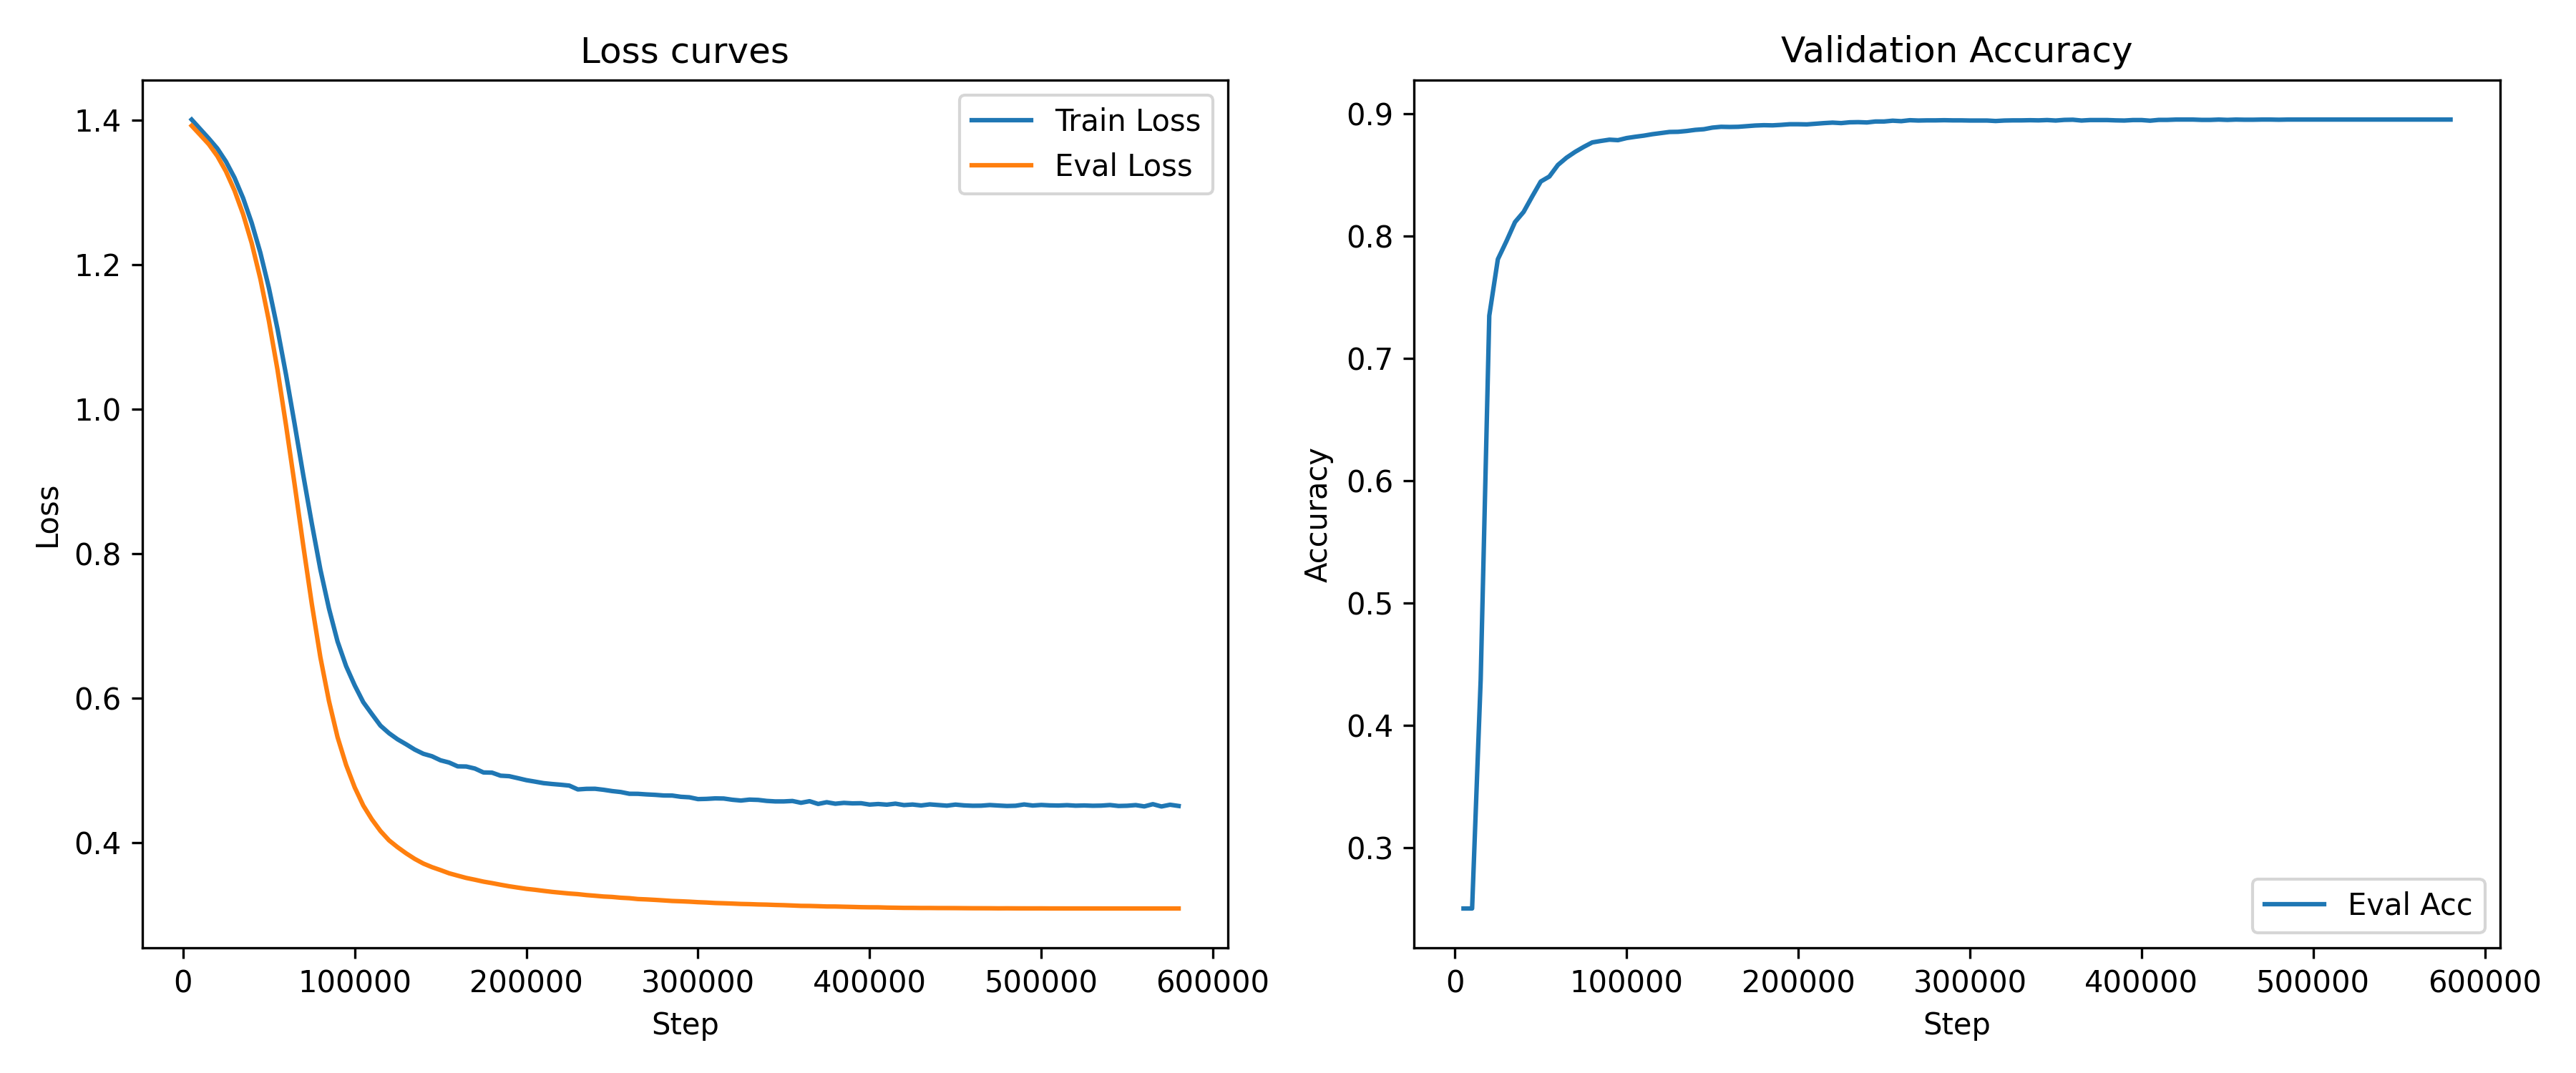 Loss curves
Train Loss
Eval Loss
1.4
1.2
1.0
0.8
0.6
0.4
Loss
0 100000 200000 300000 400000 500000 600000
Step
Validation Accuracy
0.9
0.8
0.7
0.6
0.5
0.4
0.3
Accuracy
Eval Acc
0 100000 200000 300000 400000 500000 600000
Step